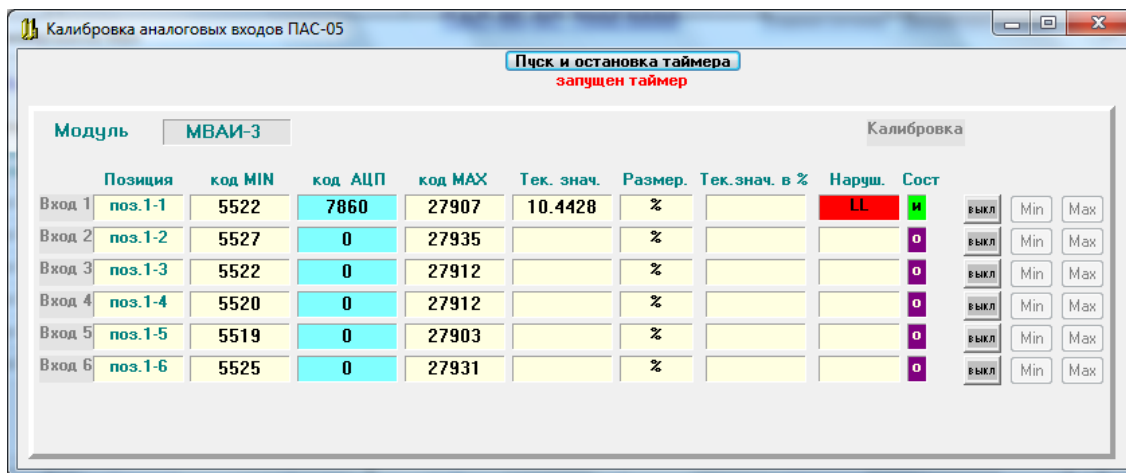 Калибровка аналоговых входов ПАС-05
Пуск и остановка таймера
запущен таймер
Модуль МВАИ-3 Калибровка
Позиция код MIN код АЦП код MAX Тек. знач. Размер. Тек.знач. в % Наруш. Сост
Вход 1 поз.1-1 5522 7860 27907 10.4428 % LL и выкл Min Max
Вход 2 поз.1-2 5527 0 27935 % о выкл Min Max
Вход 3 поз.1-3 5522 0 27912 % о выкл Min Max
Вход 4 поз.1-4 5520 0 27912 % о выкл Min Max
Вход 5 поз.1-5 5519 0 27903 % о выкл Min Max
Вход 6 поз.1-6 5525 0 27931 % о выкл Min Max